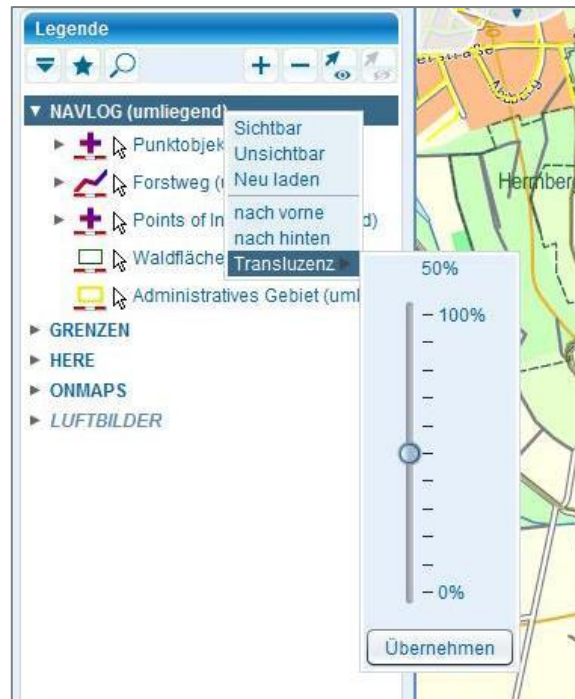 Legende
NAVLOG (umliegend)
Sichtbar
Punktobjek
Unsichtbar
Forstweg (u
Neu laden
Points of In
d)
nach vorne
nach hinten
Waldfläche
Transluzenz
50%
Administratives Gebiet (uml
100%
GRENZEN
HERE
ONMAPS
LUFTBILDER
0%
Übernehmen
Hermber